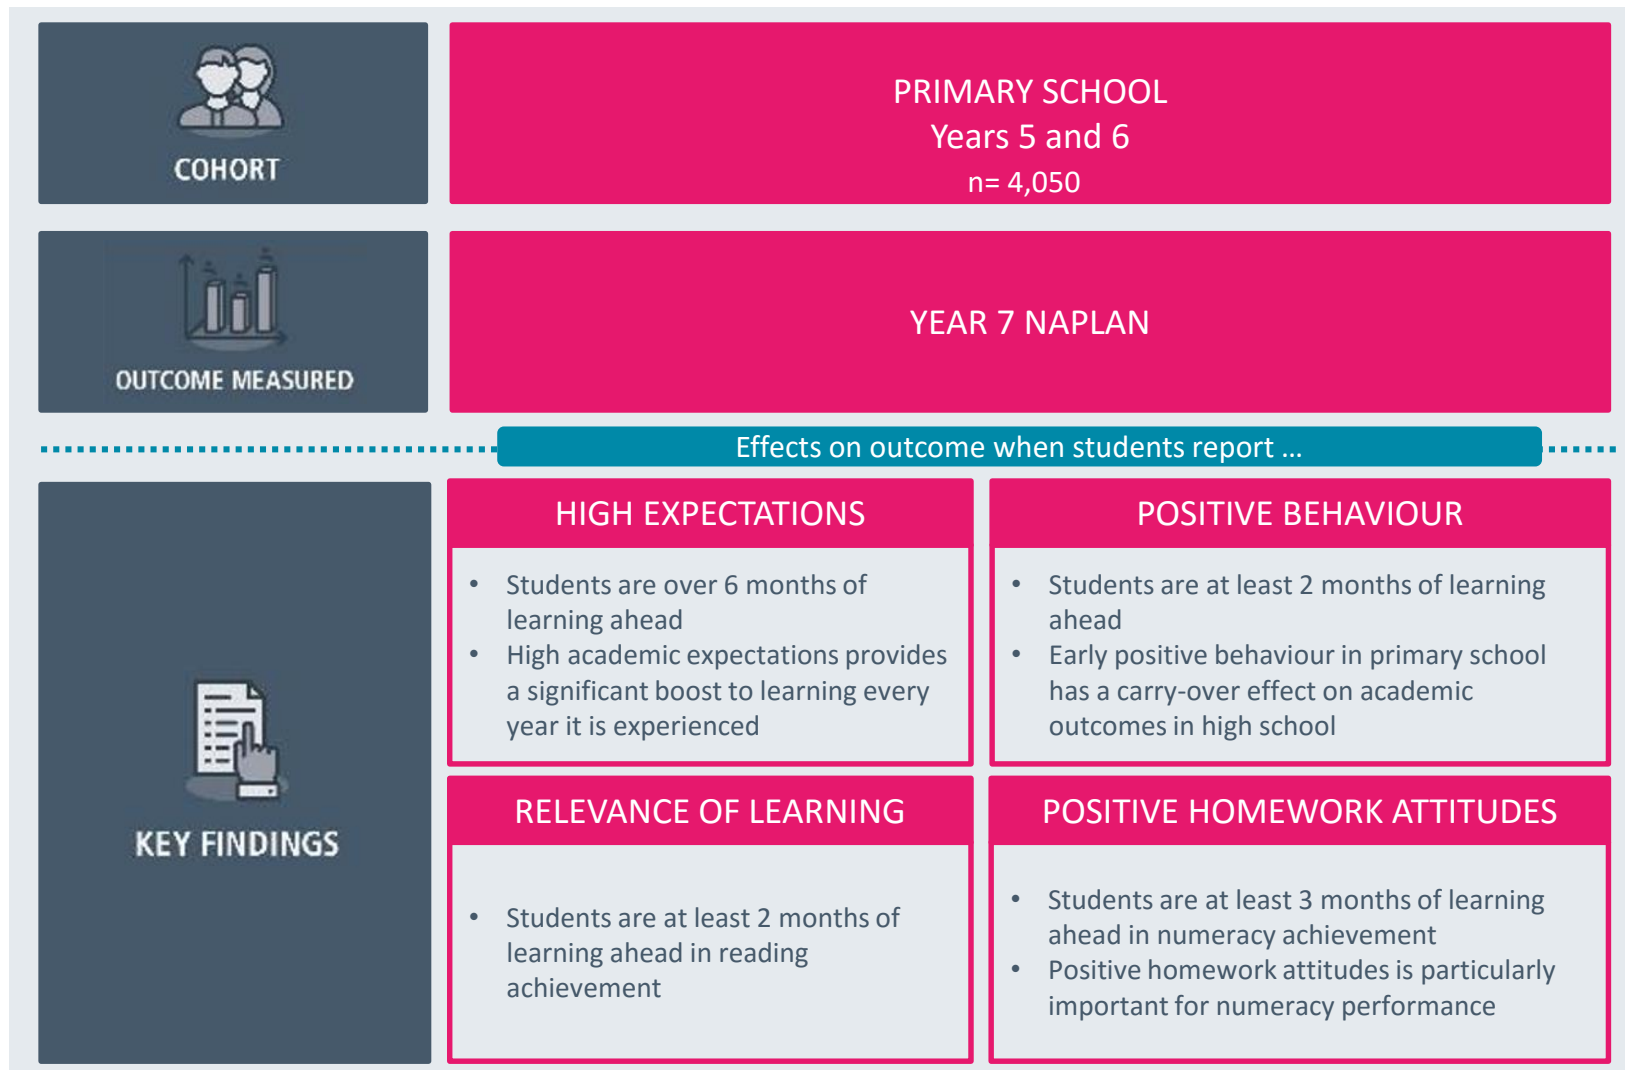 COHORT
PRIMARY SCHOOL
Years 5 and 6
n= 4,050
OUTCOME MEASURED
YEAR 7 NAPLAN
Effects on outcome when students report ...
KEY FINDINGS
HIGH EXPECTATIONS
• Students are over 6 months of
learning ahead
• High academic expectations provides
a significant boost to learning every
year it is experienced
POSITIVE BEHAVIOUR
• Students are at least 2 months of learning
ahead
• Early positive behaviour in primary school
has a carry-over effect on academic
outcomes in high school
RELEVANCE OF LEARNING
• Students are at least 2 months of
learning ahead in reading
achievement
POSITIVE HOMEWORK ATTITUDES
• Students are at least 3 months of learning
ahead in numeracy achievement
• Positive homework attitudes is particularly
important for numeracy performance